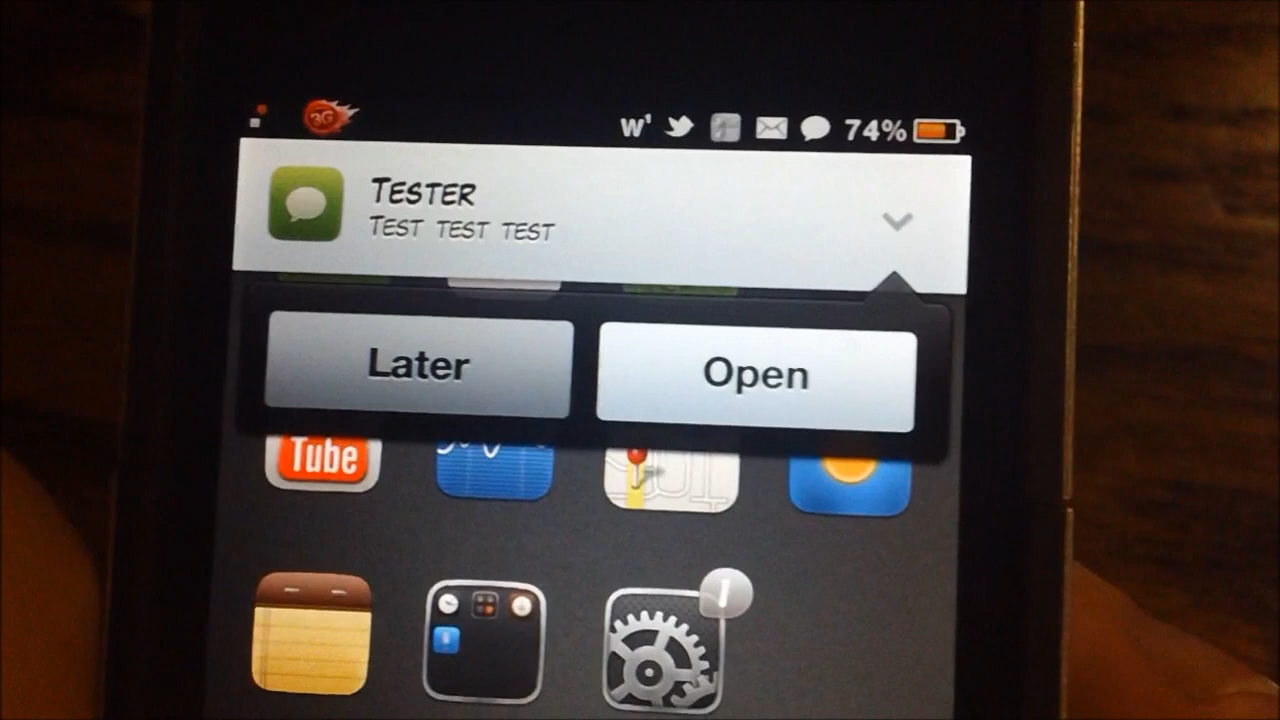 3G W' 74%
TESTER
TEST TEST TEST
Later Open
Tube
1